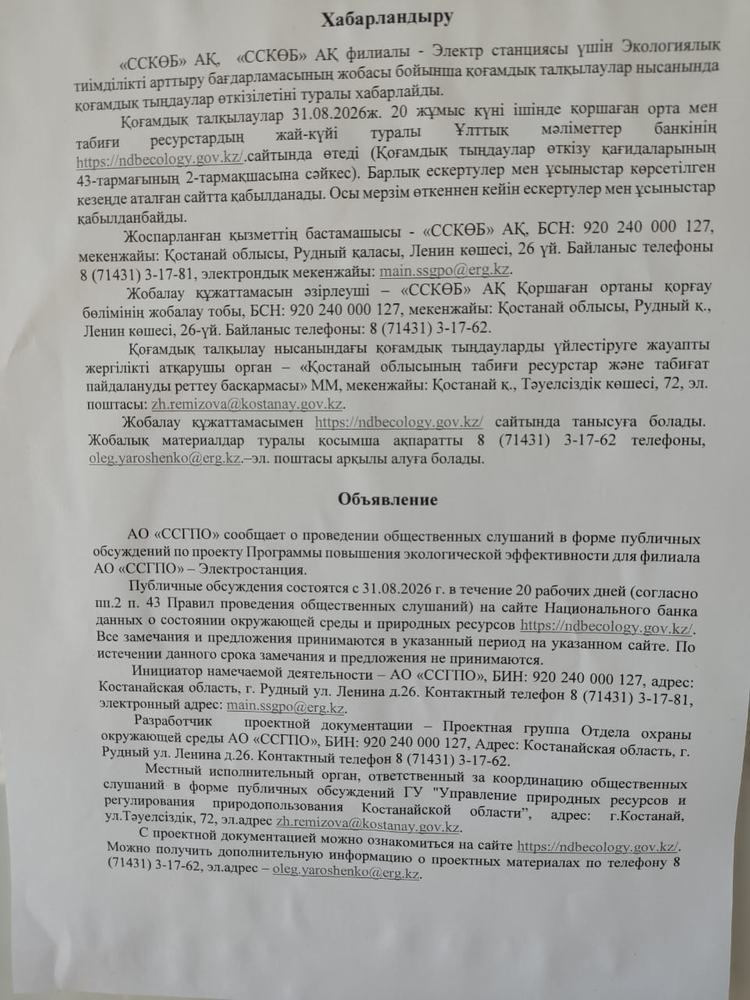 Хабарландыру
«ССКӨБ» АҚ, «ССКӨБ» АҚ филиалы - Электр станциясы үшін Экологиялық
тиімділікті арттыру бағдарламасының жобасы бойынша қоғамдық талқылаулар нысанында
қоғамдық тыңдаулар өткізілетіні туралы хабарлайды.
Қоғамдық талқылаулар 31.08.2026ж. 20 жұмыс күні ішінде қоршаған орта мен
табиғи ресурстардың жай-күйі туралы Ұлттық мәліметтер банкінің
https://ndbecology.gov.kz/.сайтында өтеді (Қоғамдық тыңдаулар өткізу қағидаларының
43-тармағының 2-тармақшасына сәйкес). Барлық ескертулер мен ұсыныстар көрсетілген
кезеңде аталған сайтта қабылданады. Осы мерзім өткеннен кейін ескертулер мен ұсыныстар
қабылданбайды.
Жоспарланған қызметтің бастамашысы - «ССКӨБ» АҚ, БСН: 920 240 000 127,
мекенжайы: Қостанай облысы, Рудный қаласы, Ленин көшесі, 26 үй. Байланыс телефоны
8 (71431) 3-17-81, электрондық мекенжайы: main.ssgpo@erg.kz.
Жобалау құжаттамасын әзірлеуші – «ССКӨБ» АҚ Қоршаған ортаны қорғау
бөлімінің жобалау тобы, БСН: 920 240 000 127, мекенжайы: Қостанай облысы, Рудный қ.,
Ленин көшесі, 26-үй. Байланыс телефоны: 8 (71431) 3-17-62.
Қоғамдық талқылау нысанындағы қоғамдық тыңдауларды үйлестіруге жауапты
жергілікті атқарушы орган – «Қостанай облысының табиғи ресурстар және табиғат
пайдалануды реттеу басқармасы» ММ, мекенжайы: Қостанай қ., Тәуелсіздік көшесі, 72, эл.
поштасы: zh.remizova@kostanay.gov.kz.
Жобалау құжаттамасымен https://ndbecology.gov.kz/ сайтында танысуға болады.
Жобалық материалдар туралы қосымша ақпаратты 8 (71431) 3-17-62 телефоны,
oleg.yaroshenko@erg.kz.–эл. поштасы арқылы алуға болады.
Объявление
АО «ССГПО» сообщает о проведении общественных слушаний в форме публичных
обсуждений по проекту Программы повышения экологической эффективности для филиала
АО «ССГПО» – Электростанция.
Публичные обсуждения состоятся с 31.08.2026 г. в течение 20 рабочих дней (согласно
пп.2 п. 43 Правил проведения общественных слушаний) на сайте Национального банка
данных о состоянии окружающей среды и природных ресурсов https://ndbecology.gov.kz/.
Все замечания и предложения принимаются в указанный период на указанном сайте. По
истечении данного срока замечания и предложения не принимаются.
Инициатор намечаемой деятельности – АО «ССГПО», БИН: 920 240 000 127, адрес:
Костанайская область, г. Рудный ул. Ленина д.26. Контактный телефон 8 (71431) 3-17-81,
электронный адрес: main.ssgpo@erg.kz.
Разработчик проектной документации – Проектная группа Отдела охраны
окружающей среды АО «ССГПО», БИН: 920 240 000 127, Адрес: Костанайская область, г.
Рудный ул. Ленина д.26. Контактный телефон 8 (71431) 3-17-62.
Местный исполнительный орган, ответственный за координацию общественных
слушаний в форме публичных обсуждений ГУ "Управление природных ресурсов и
регулирования природопользования Костанайской области”, адрес: г.Костанай,
ул.Тәуелсіздік, 72, эл.адрес zh.remizova@kostanay.gov.kz.
С проектной документацией можно ознакомиться на сайте https://ndbecology.gov.kz/.
Можно получить дополнительную информацию о проектных материалах по телефону 8
(71431) 3-17-62, эл.адрес – oleg.yaroshenko@erg.kz.